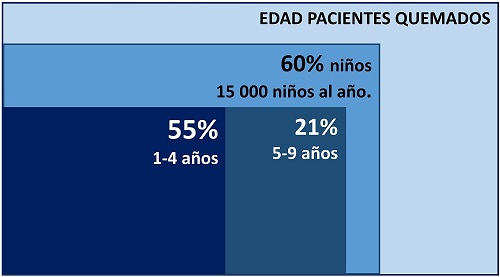 EDAD PACIENTES QUEMADOS
60% niños
15 000 niños al año.
55%
1-4 años
21%
5-9 años